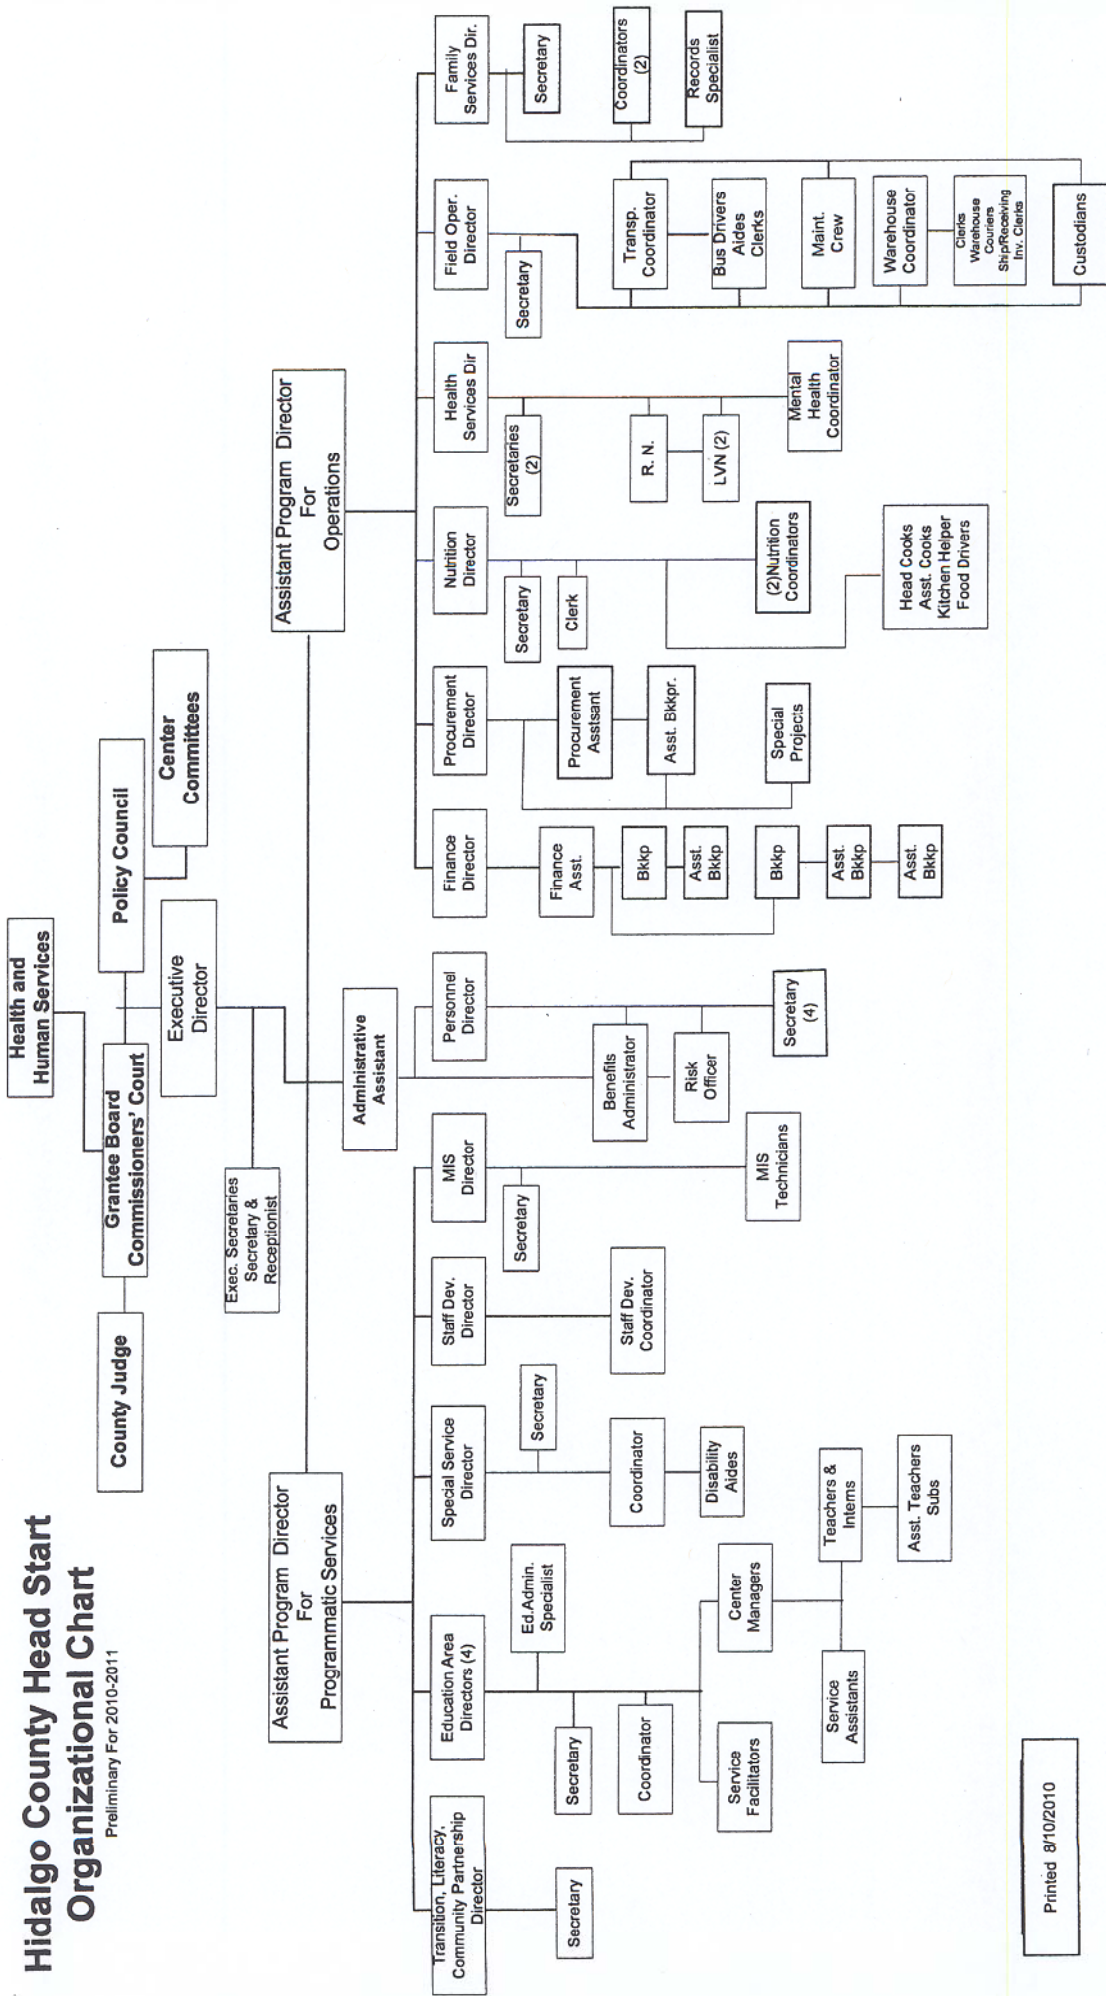 Hidalgo County Head Start
Organizational Chart
Preliminary For 2010-2011
Health and
Human Services
County Judge
Grantee Board
Commissioners' Court
Policy Council
Center
Committees
Executive
Director
Exec. Secretaries
Secretary &
Receptionist
Assistant Program Director
For
Programmatic Services
Administrative
Assistant
Assistant Program Director
For
Operations
Transition, Literacy,
Community Partnership
Director
Secretary
Education Area
Directors (4)
Ed.Admin.
Specialist
Secretary
Coordinator
Service
Facilitators
Center
Managers
Service
Assistants
Teachers &
Interns
Asst. Teachers
Subs
Special Service
Director
Secretary
Coordinator
Disability
Aides
Staff Dev.
Director
Staff Dev.
Coordinator
MIS
Director
Secretary
MIS
Technicians
Personnel
Director
Benefits
Administrator
Risk
Officer
Secretary
(4)
Finance
Director
Finance
Asst.
Bkkp
Asst.
Bkkp
Bkkp
Asst.
Bkkp
Asst.
Bkkp
Procurement
Director
Procurement
Asstsant
Asst. Bkkpr.
Special
Projects
Nutrition
Director
Secretary
Clerk
(2)Nutrition
Coordinators
Head Cooks
Asst. Cooks
Kitchen Helper
Food Drivers
Health
Services Dir
Secretaries
(2)
R. N.
LVN (2)
Mental
Health
Coordinator
Field Oper.
Director
Secretary
Transp.
Coordinator
Bus Drivers
Aides
Clerks
Maint.
Crew
Warehouse
Coordinator
Clerks
Warehouse
Couriers
Ship/Receiving
Inv. Clerks
Custodians
Family
Services Dir.
Secretary
Coordinators
(2)
Records
Specialist
Printed 8/10/2010